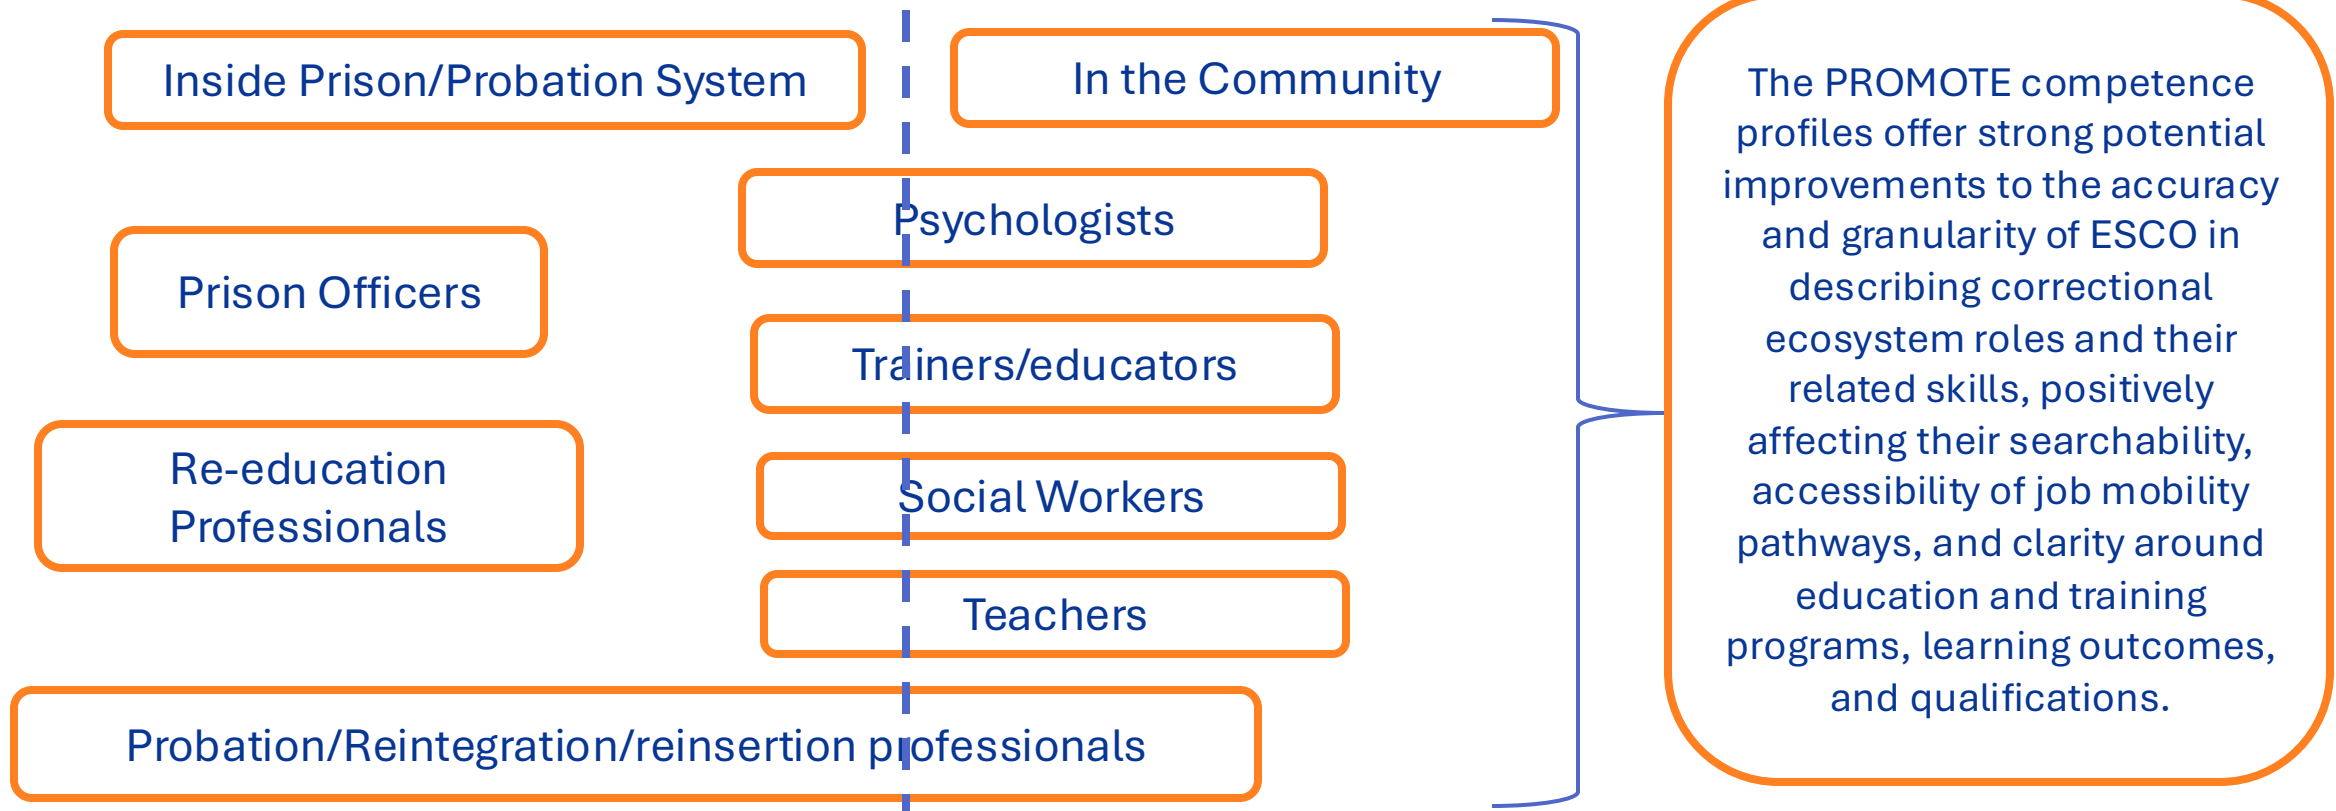 Inside Prison/Probation System
In the Community
Psychologists
Prison Officers
Trainers/educators
Re-education
Professionals
Social Workers
Teachers
Probation/Reintegration/reinsertion professionals
The PROMOTE competence
profiles offer strong potential
improvements to the accuracy
and granularity of ESCO in
describing correctional
ecosystem roles and their
related skills, positively
affecting their searchability,
accessibility of job mobility
pathways, and clarity around
education and training
programs, learning outcomes,
and qualifications.